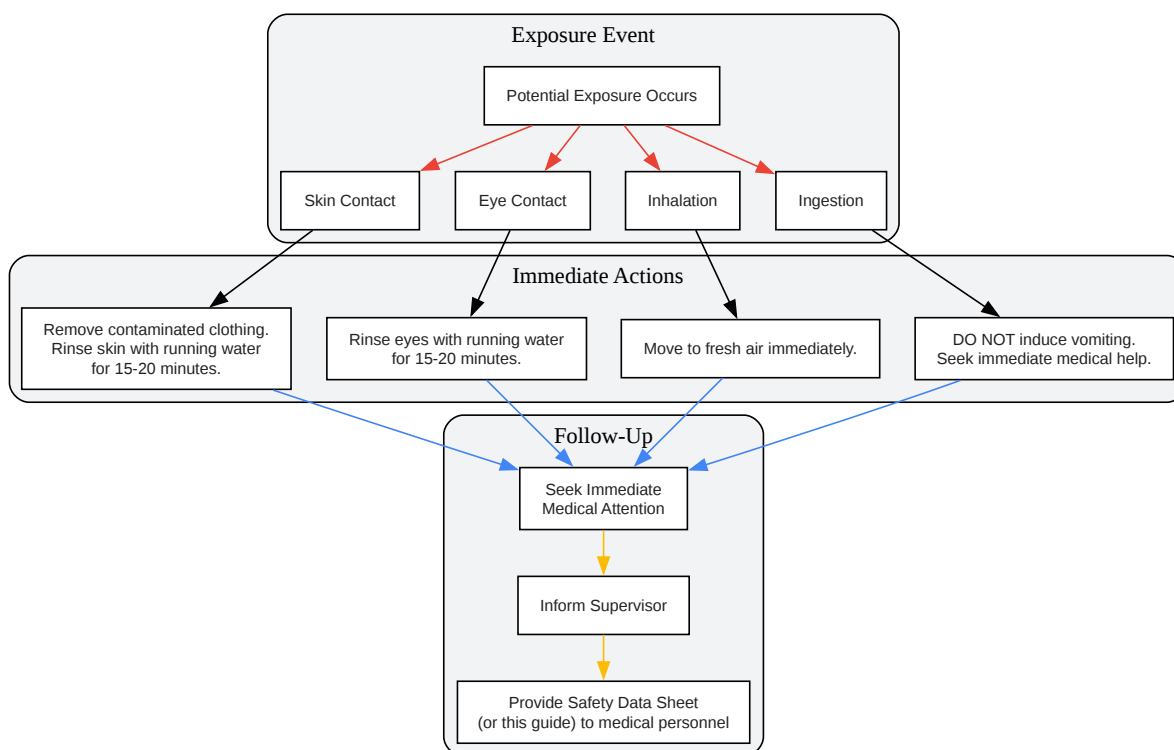 Exposure Event
Potential Exposure Occurs
Skin Contact
Eye Contact
Inhalation
Ingestion
Immediate Actions
Remove contaminated clothing.
Rinse skin with running water
for 15-20 minutes.
Rinse eyes with running water
for 15-20 minutes.
Move to fresh air immediately.
DO NOT induce vomiting.
Seek immediate medical help.
Follow-Up
Seek Immediate
Medical Attention
Inform Supervisor
Provide Safety Data Sheet
(or this guide) to medical personnel